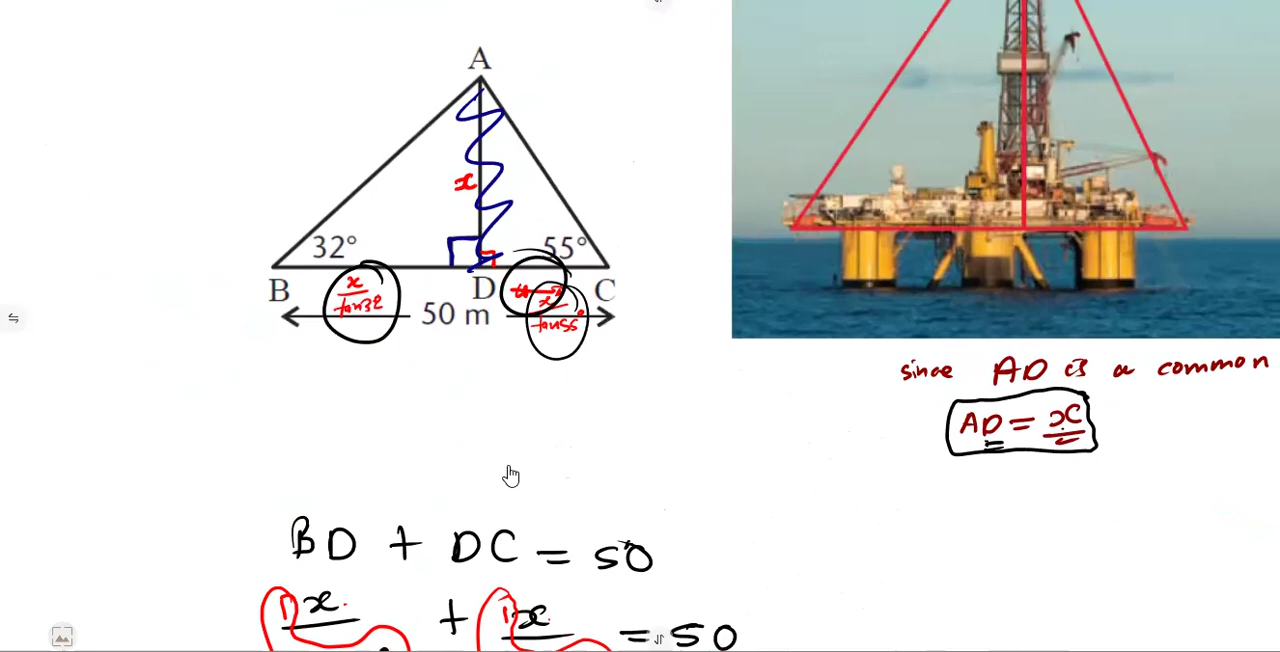 A
x
32°
55°
B
D
C
x
tan32
x
tan55°
50 m
since AD is a common
AD = x
BD + DC = 50
x + x = 50